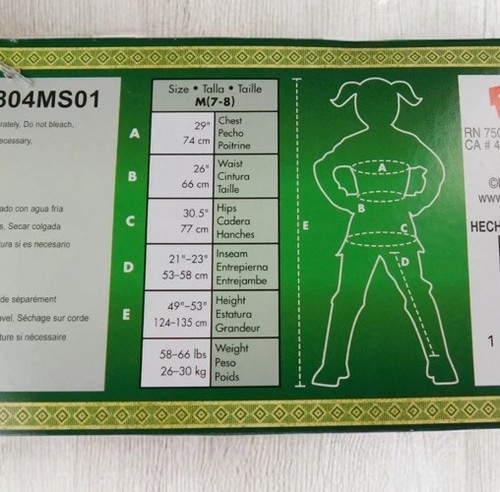 304MS01
rately, Do not bleach,
ecessary,
ado con agua fría
s, Secar colgada
ura si es necesario
de séparément
avel, Séchage sur corde
ture si nécessaire
Size • Talla • Taille
M(7-8)
A
29"
74 cm
Chest
Pecho
Poitrine
B
26"
66 cm
Waist
Cintura
Taille
C
30.5"
77 cm
Hips
Cadera
Hanches
D
21"–23"
53–58 cm
Inseam
Entrepierna
Entrejambe
E
49"–53"
124–135 cm
Height
Estatura
Grandeur
58–66 lbs
26–30 kg
Weight
Peso
Poids
A
B
C
D
E
RN 750
CA # 4
©
www.
HECH
1